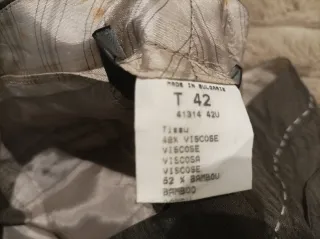 MADE IN BULGARIA
T 42
41314 42U
Tissu
48% VISCOSE
VISCOSE
VISCOSA
VISCOSE
52 % BAMBOU
BAMBOO